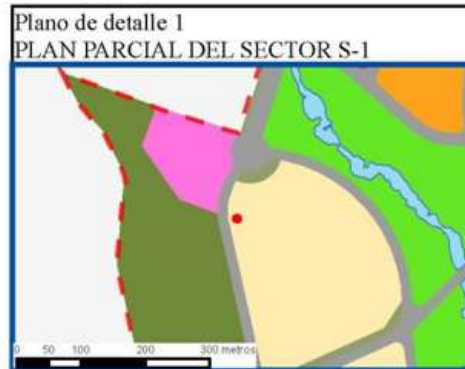 Plano de detalle 1
PLAN PARCIAL DEL SECTOR S-1
0 50 100 200 300 metros